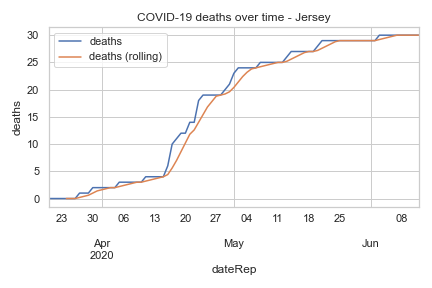 COVID-19 deaths over time - Jersey
deaths
deaths (rolling)
30
25
20
15
10
5
0
deaths
23 30 06 13 20 27 04 11 18 25 08
Apr May Jun
2020
dateRep